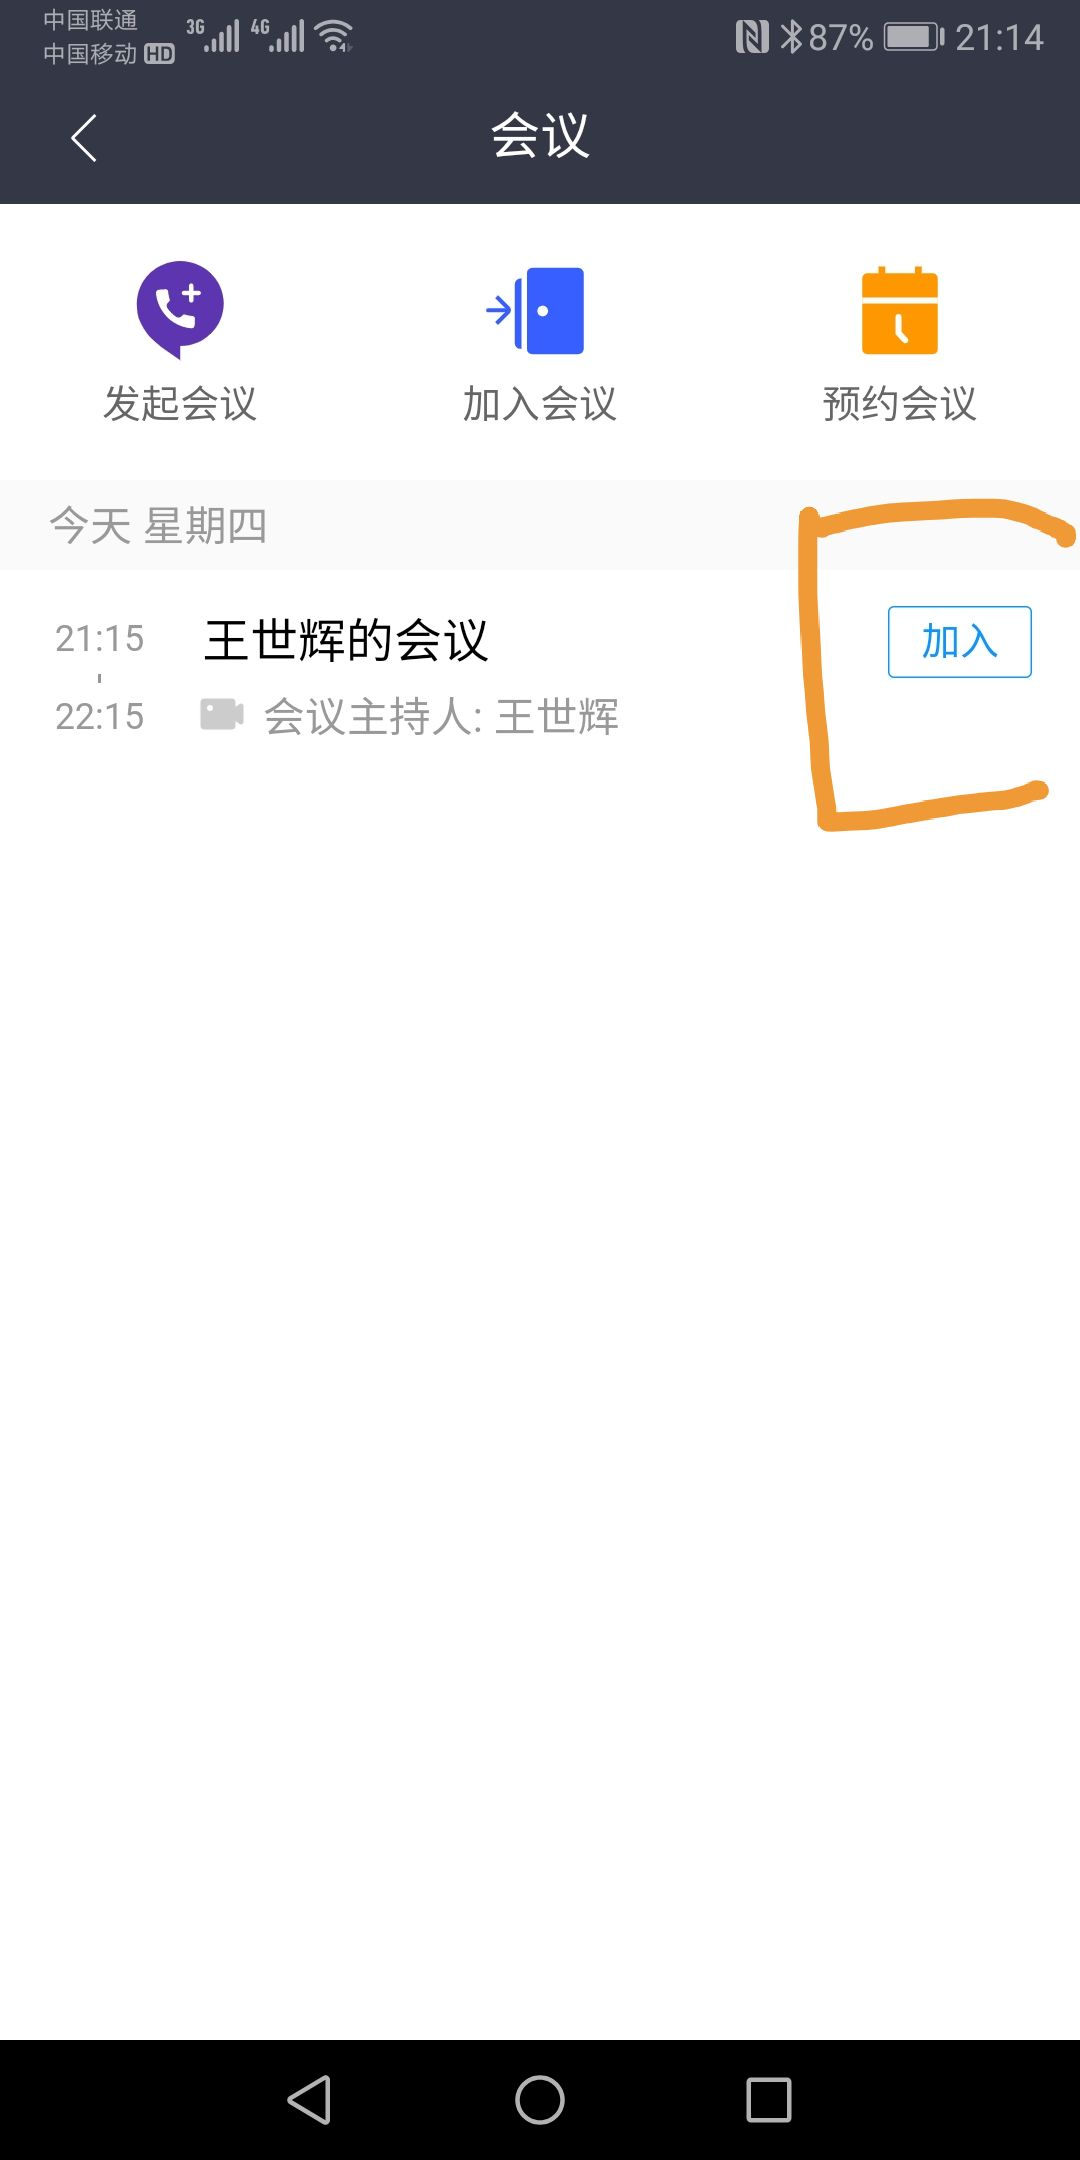 中国联通
中国移动 HD 3G 4G 87% 21:14
会议
发起会议 加入会议 预约会议
今天 星期四
21:15 王世辉的会议 加入
22:15 会议主持人: 王世辉